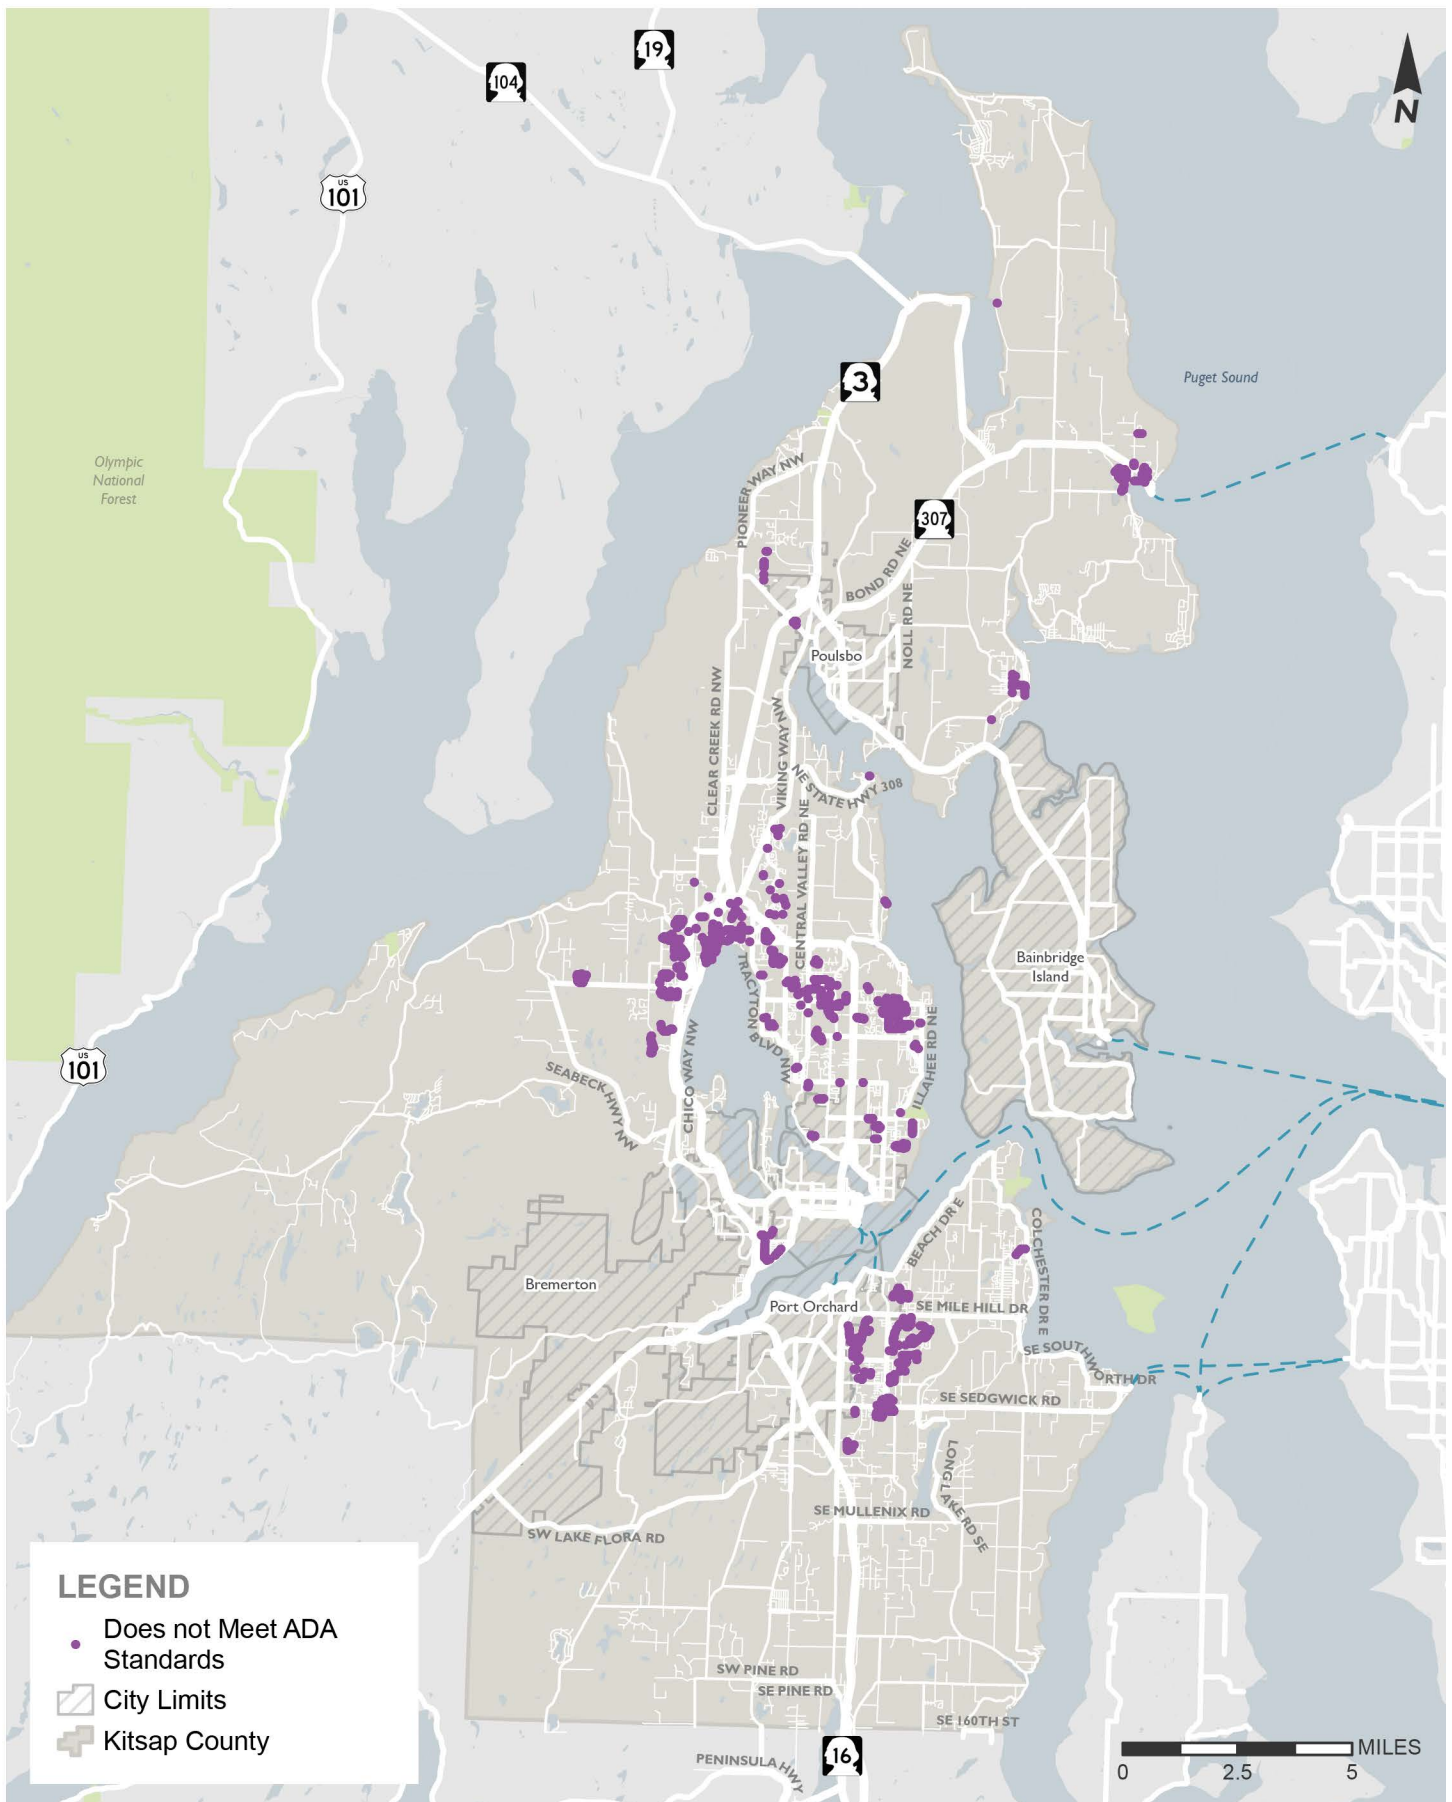 19
104
N
US
101
3
Puget Sound
Olympic
National
Forest
PIONEER WAY NW
307
BOND RD NE
NOLL RD NE
Poulsbo
CLEAR CREEK RD NW
VIKING WAY NW
NE STATE HWY 308
CENTRAL VALLEY RD NE
Bainbridge
Island
TRACYTON BLVD NW
ILLAHEE RD NE
US
101
SEABECK HWY NW
CHICO WAY NW
BEACH DR E
COLCHESTER DR E
Bremerton
Port Orchard
SE MILE HILL DR
SE SOUTHWORTH DR
SE SEDGWICK RD
LONG LAKE RD SE
SE MULLENIX RD
SW LAKE FLORA RD
LEGEND
Does not Meet ADA
Standards
City Limits
Kitsap County
SW PINE RD
SE PINE RD
SE 160TH ST
PENINSULA HWY
16
MILES
0 2.5 5